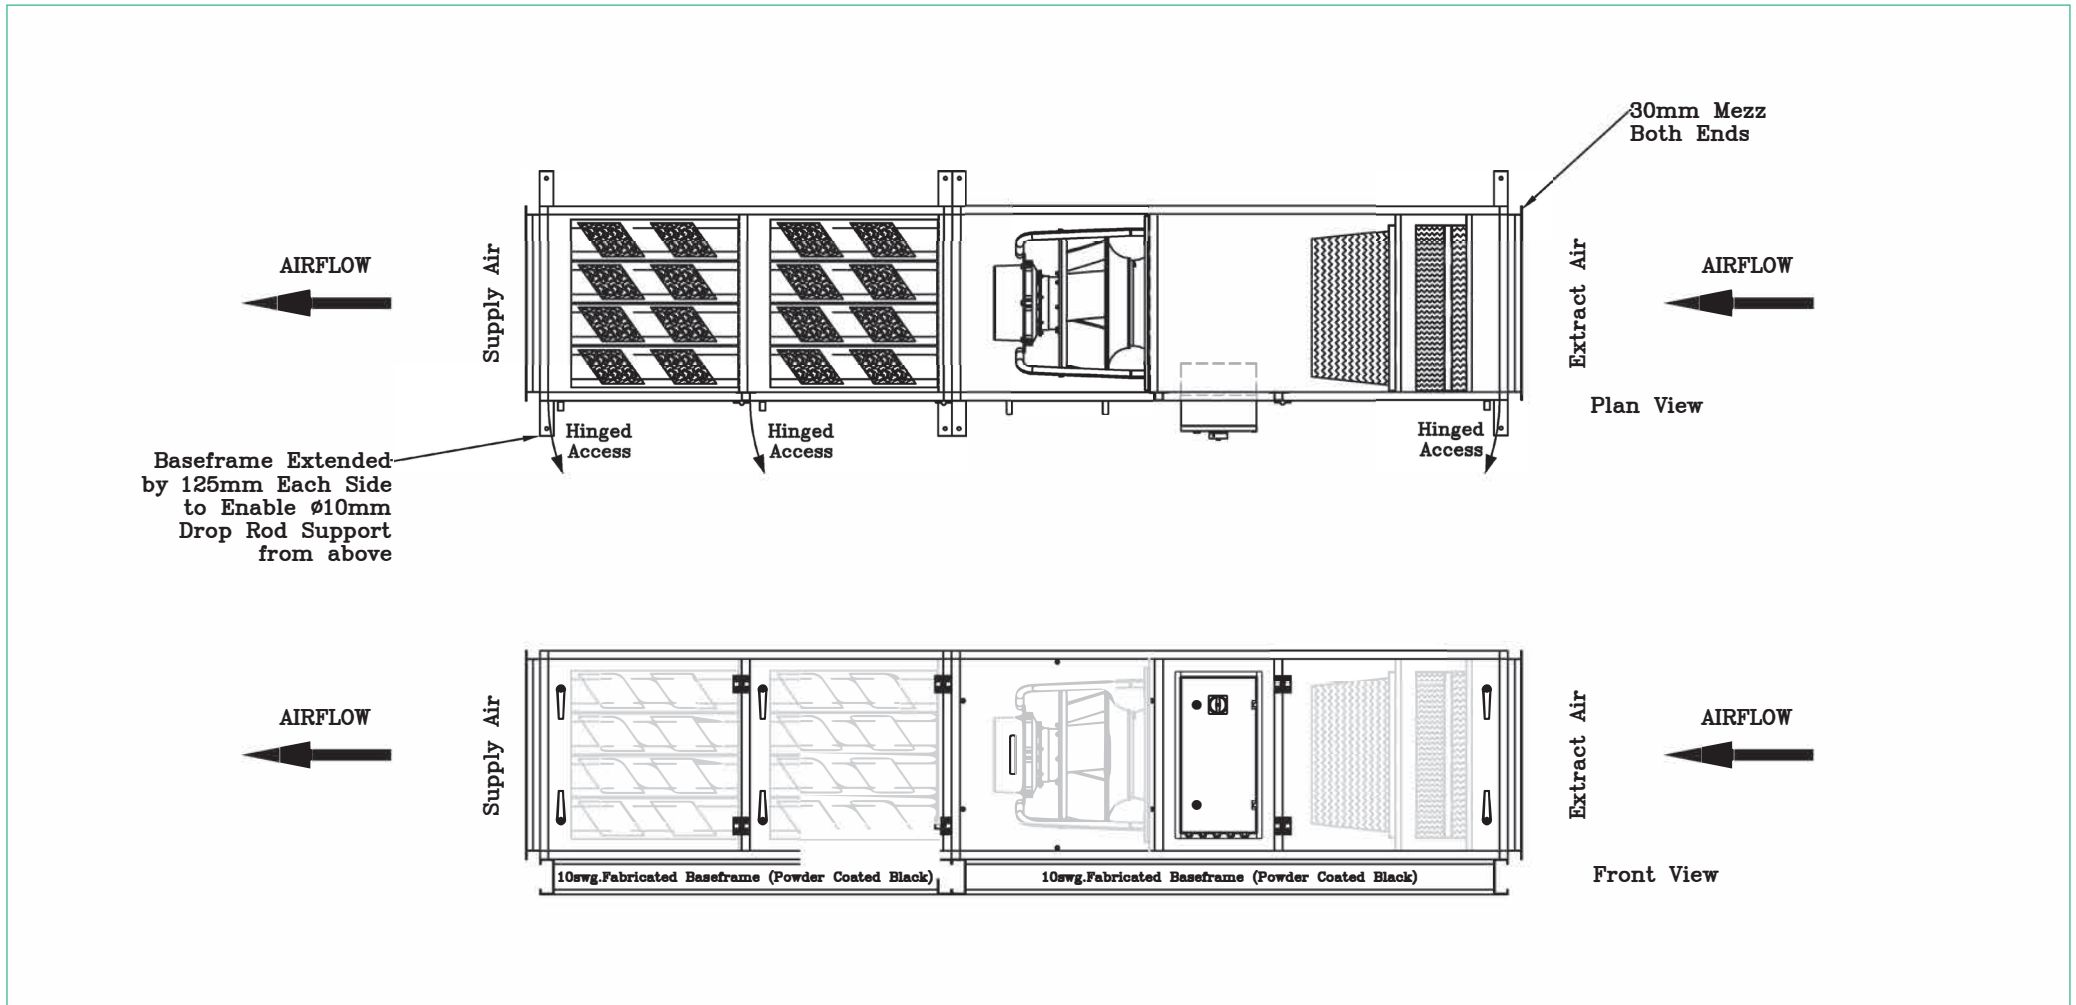 30mm Mezz
Both Ends
AIRFLOW
Supply Air
Extract Air
AIRFLOW
Plan View
Hinged
Access
Hinged
Access
Hinged
Access
Baseframe Extended
by 125mm Each Side
to Enable ø10mm
Drop Rod Support
from above
AIRFLOW
Supply Air
Extract Air
AIRFLOW
10swg.Fabricated Baseframe (Powder Coated Black)
10swg.Fabricated Baseframe (Powder Coated Black)
Front View